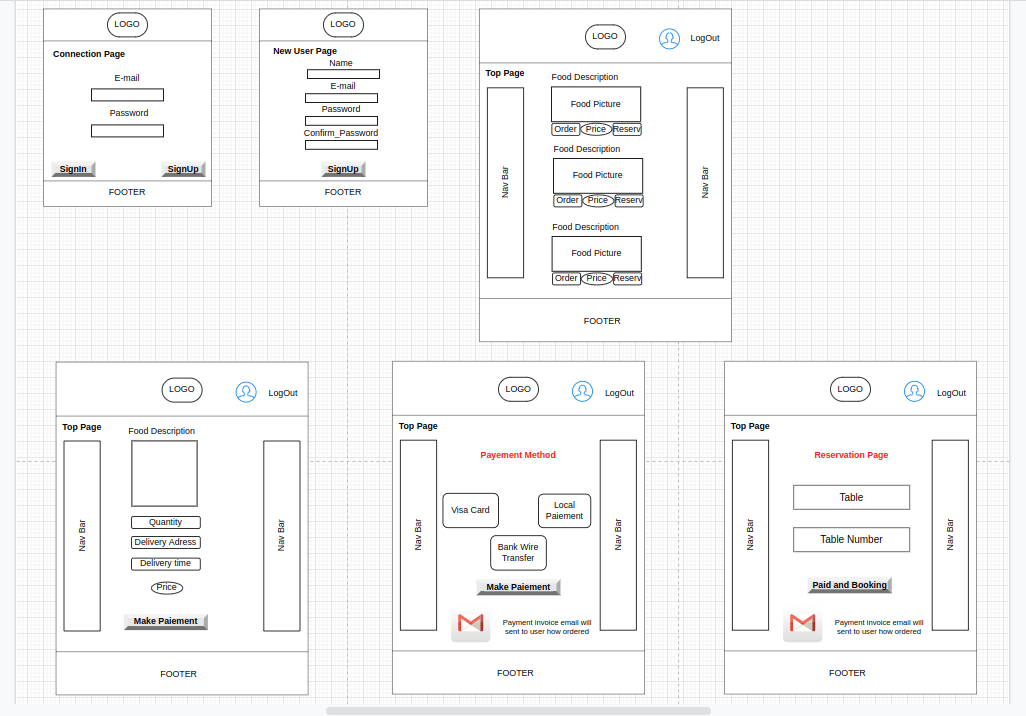 LOGO
Connection Page
E-mail
Password
SignIn
SignUp
FOOTER
LOGO
New User Page
Name
E-mail
Password
Confirm_Password
SignUp
FOOTER
LOGO
LogOut
Top Page
Nav Bar
Food Description
Food Picture
Order
Price
Reserv
Food Description
Food Picture
Order
Price
Reserv
Food Description
Food Picture
Order
Price
Reserv
Nav Bar
FOOTER
LOGO
LogOut
Top Page
Nav Bar
Food Description
Quantity
Delivery Adress
Delivery time
Price
Make Paiement
Nav Bar
FOOTER
LOGO
LogOut
Top Page
Nav Bar
Payement Method
Visa Card
Local
Paiement
Bank Wire
Transfer
Make Paiement
Payment invoice email will
sent to user how ordered
Nav Bar
FOOTER
LOGO
LogOut
Top Page
Nav Bar
Reservation Page
Table
Table Number
Paid and Booking
Payment invoice email will
sent to user how ordered
Nav Bar
FOOTER